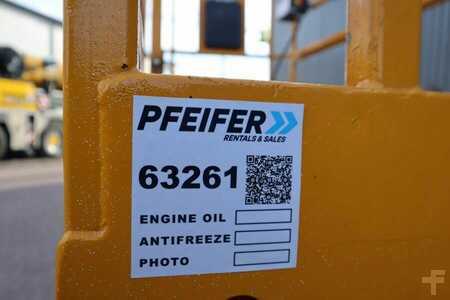 PFEIFER
RENTALS & SALES
63261
ENGINE OIL
ANTIFREEZE
PHOTO